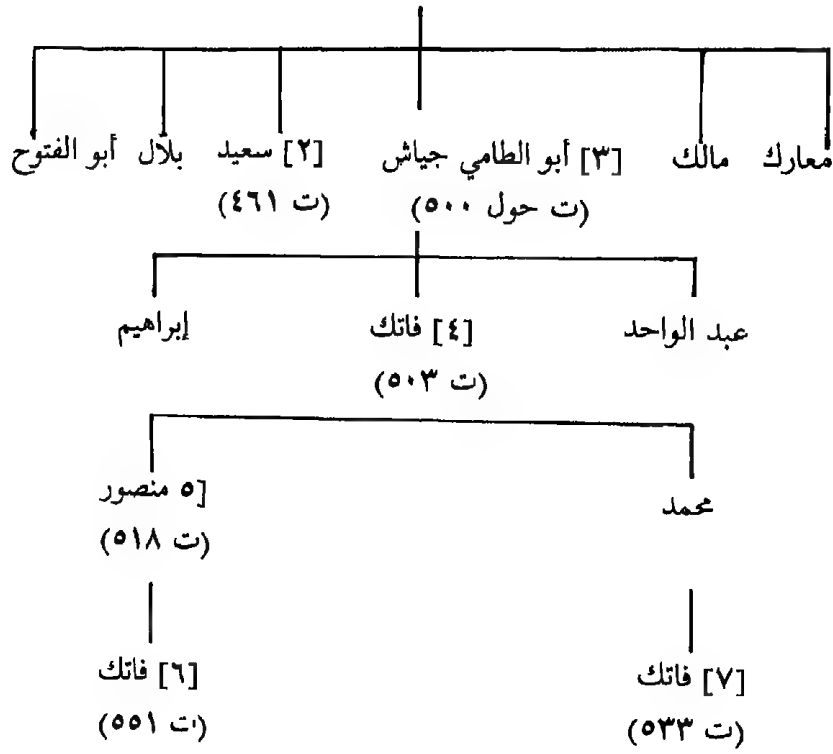 معارك مالك [٣] أبو الطامي جياش [٢] سعيد بلال أبو الفتوح
(ت حول ٥٠٠) (ت ٤٦١)
عبد الواحد [٤] فاتك إبراهيم
(ت ٥٠٣)
محمد [٥ منصور
(ت ٥١٨)
[٧] فاتك [٦] فاتك
(ت ٥٣٣) (ت ٥٥١)